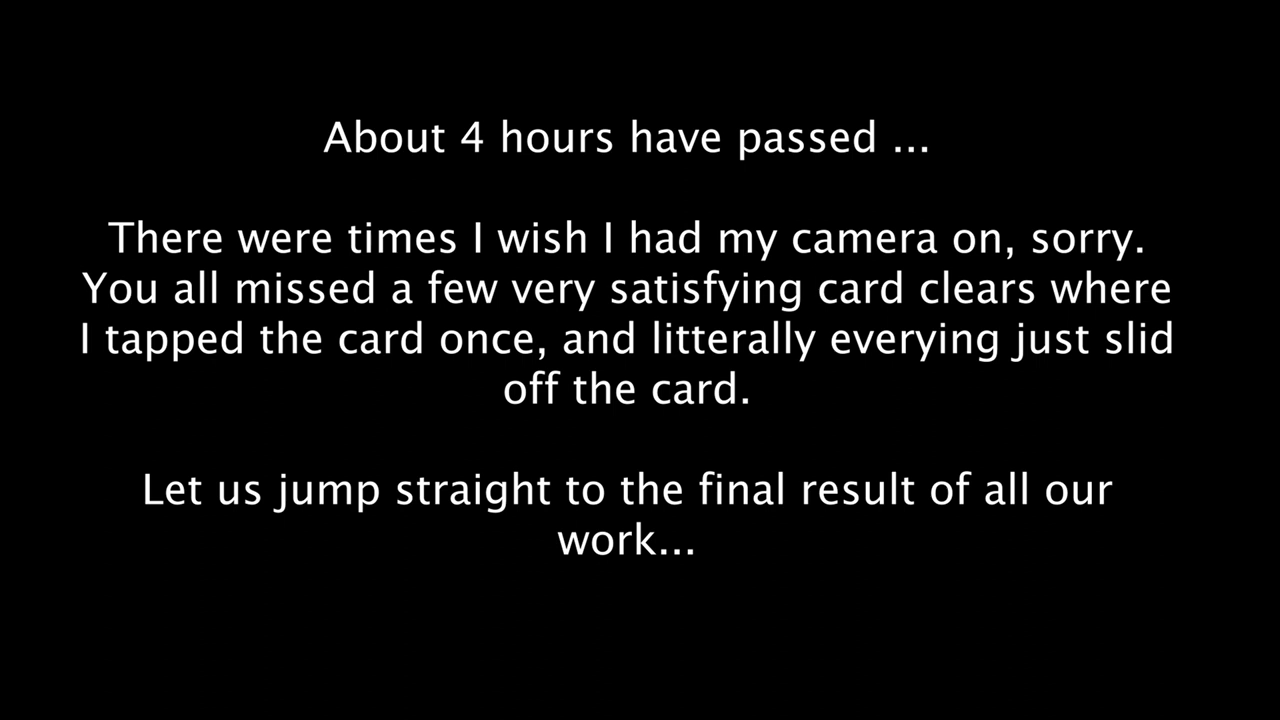 About 4 hours have passed ...
There were times I wish I had my camera on, sorry.
You all missed a few very satisfying card clears where
I tapped the card once, and litterally everying just slid
off the card.
Let us jump straight to the final result of all our
work...